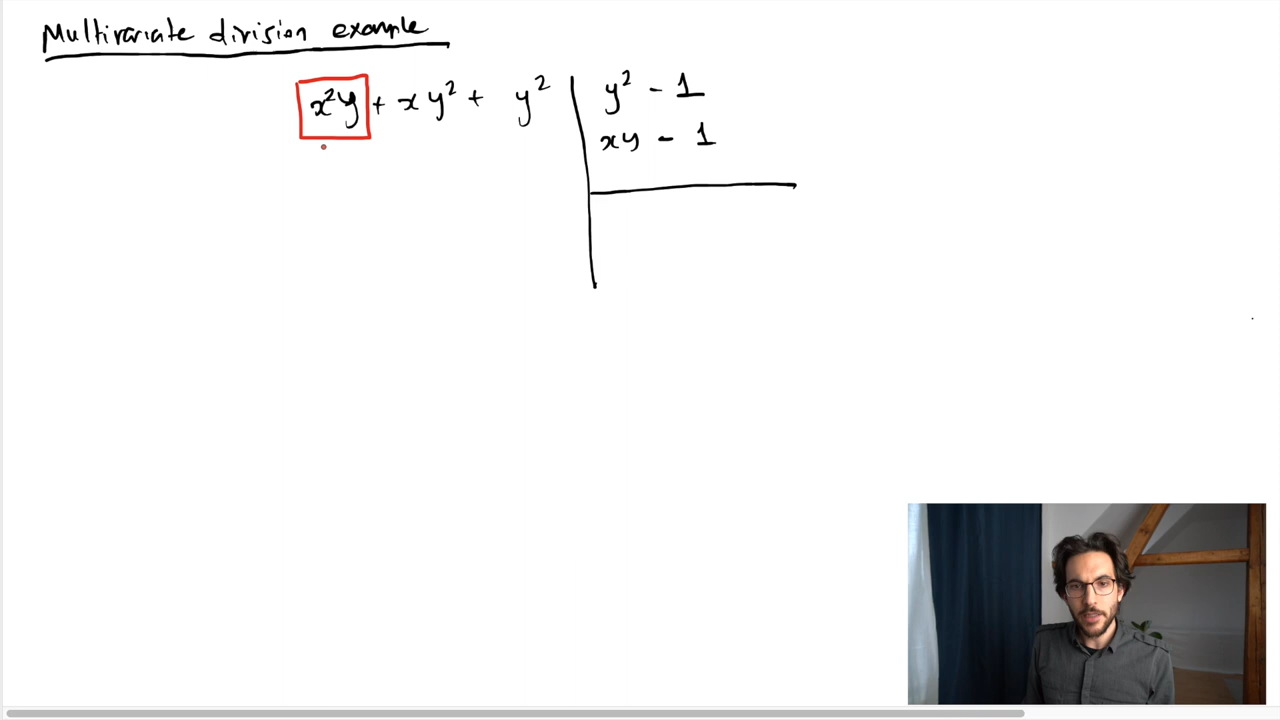 Multivariate division example
x²y + xy² + y² | y² - 1
xy - 1